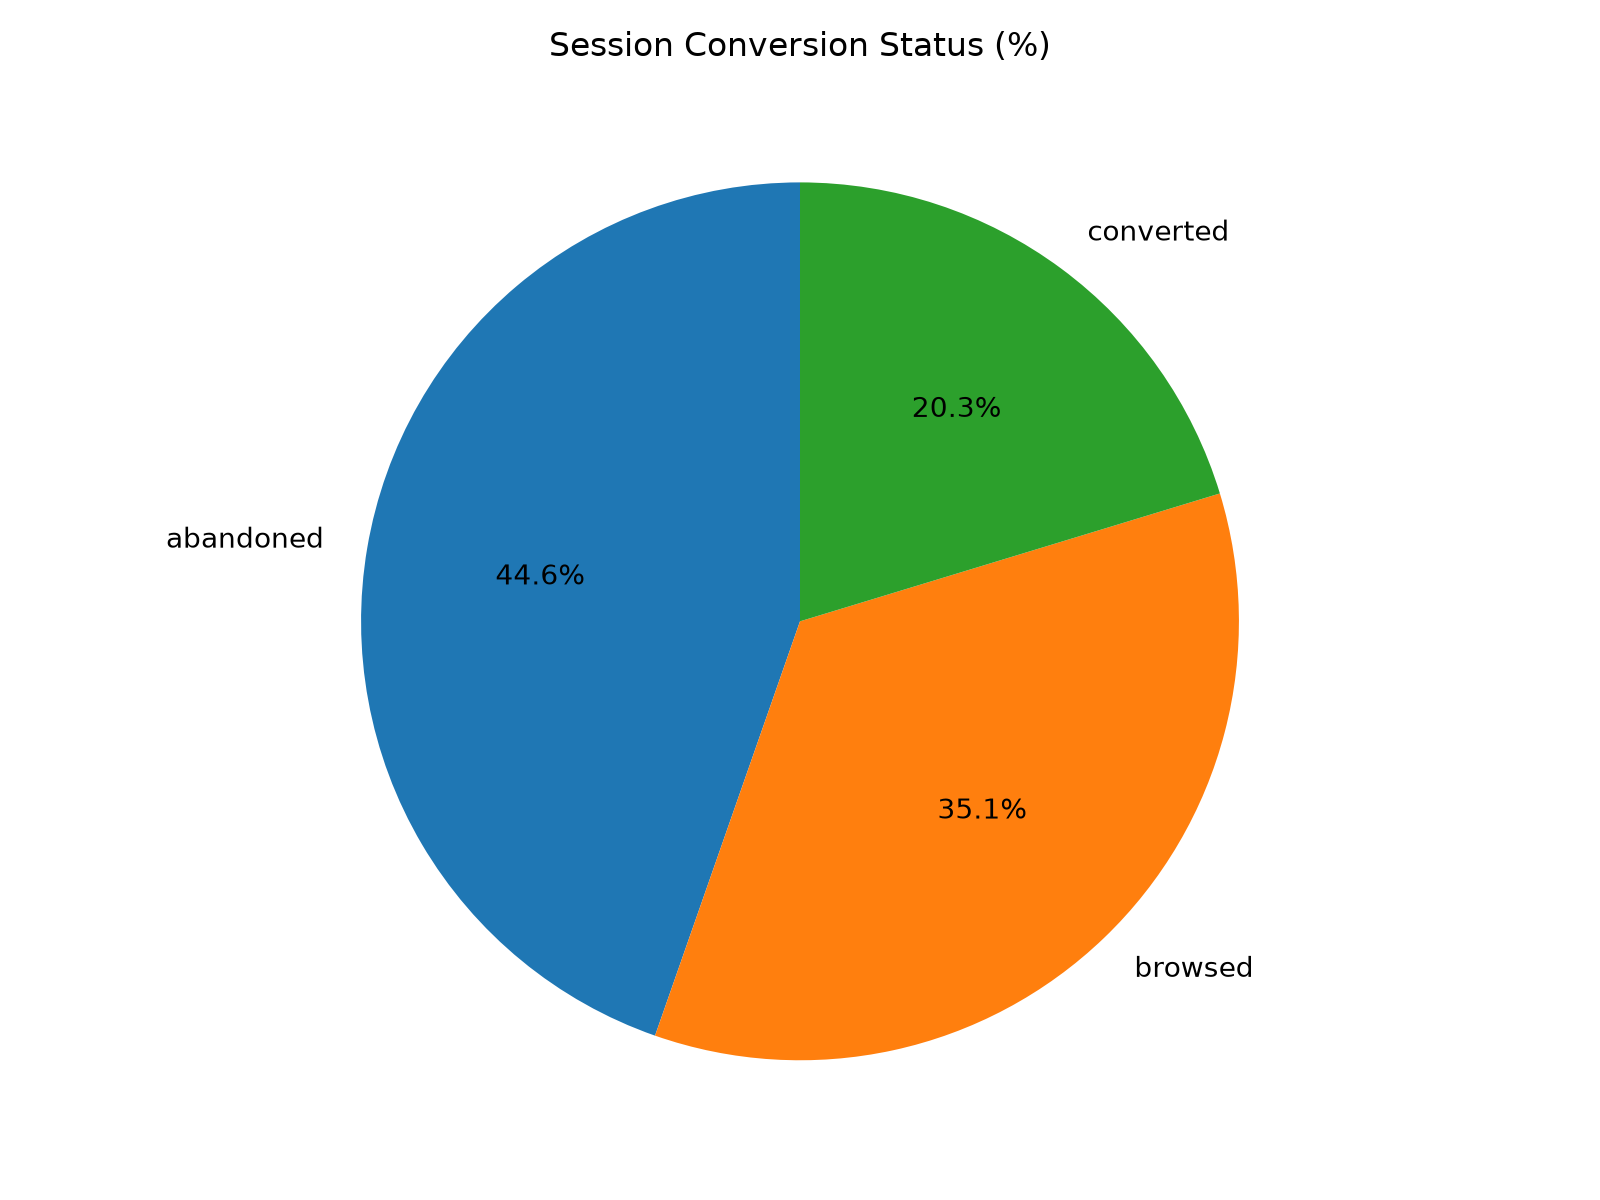 Session Conversion Status (%)
converted
20.3%
abandoned
44.6%
35.1%
browsed